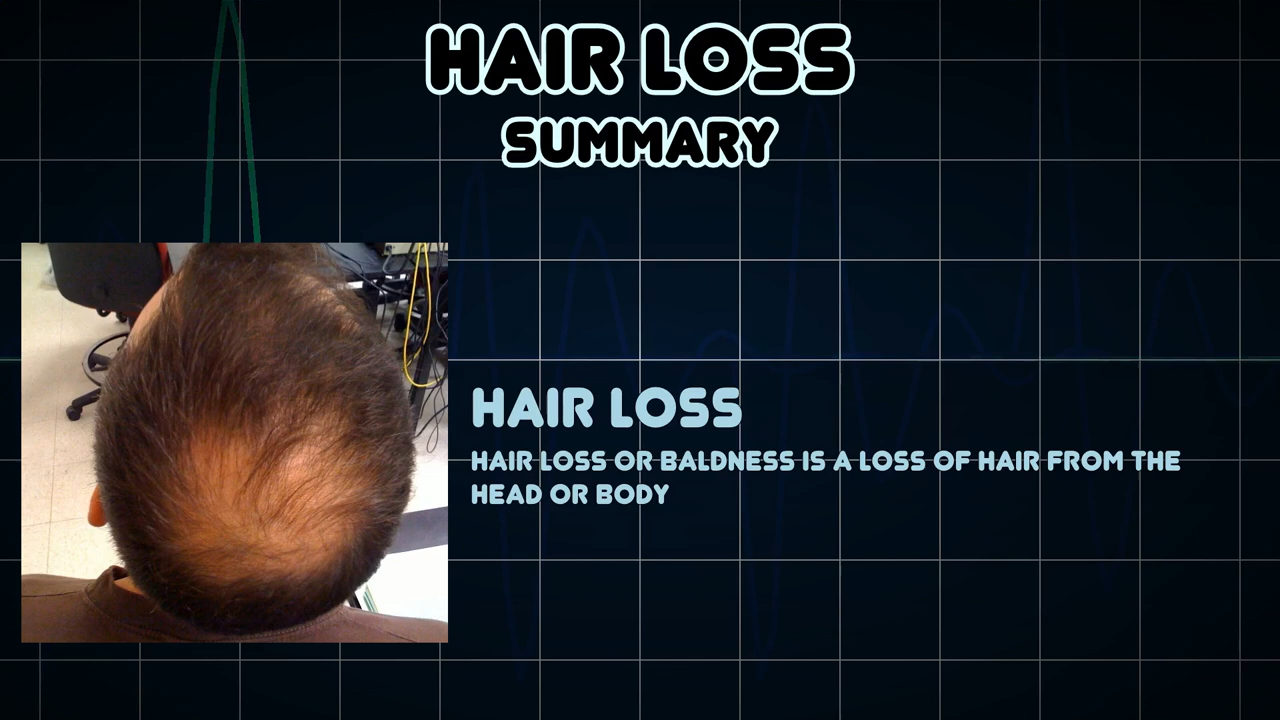 HAIR LOSS
SUMMARY
HAIR LOSS
HAIR LOSS OR BALDNESS IS A LOSS OF HAIR FROM THE
HEAD OR BODY